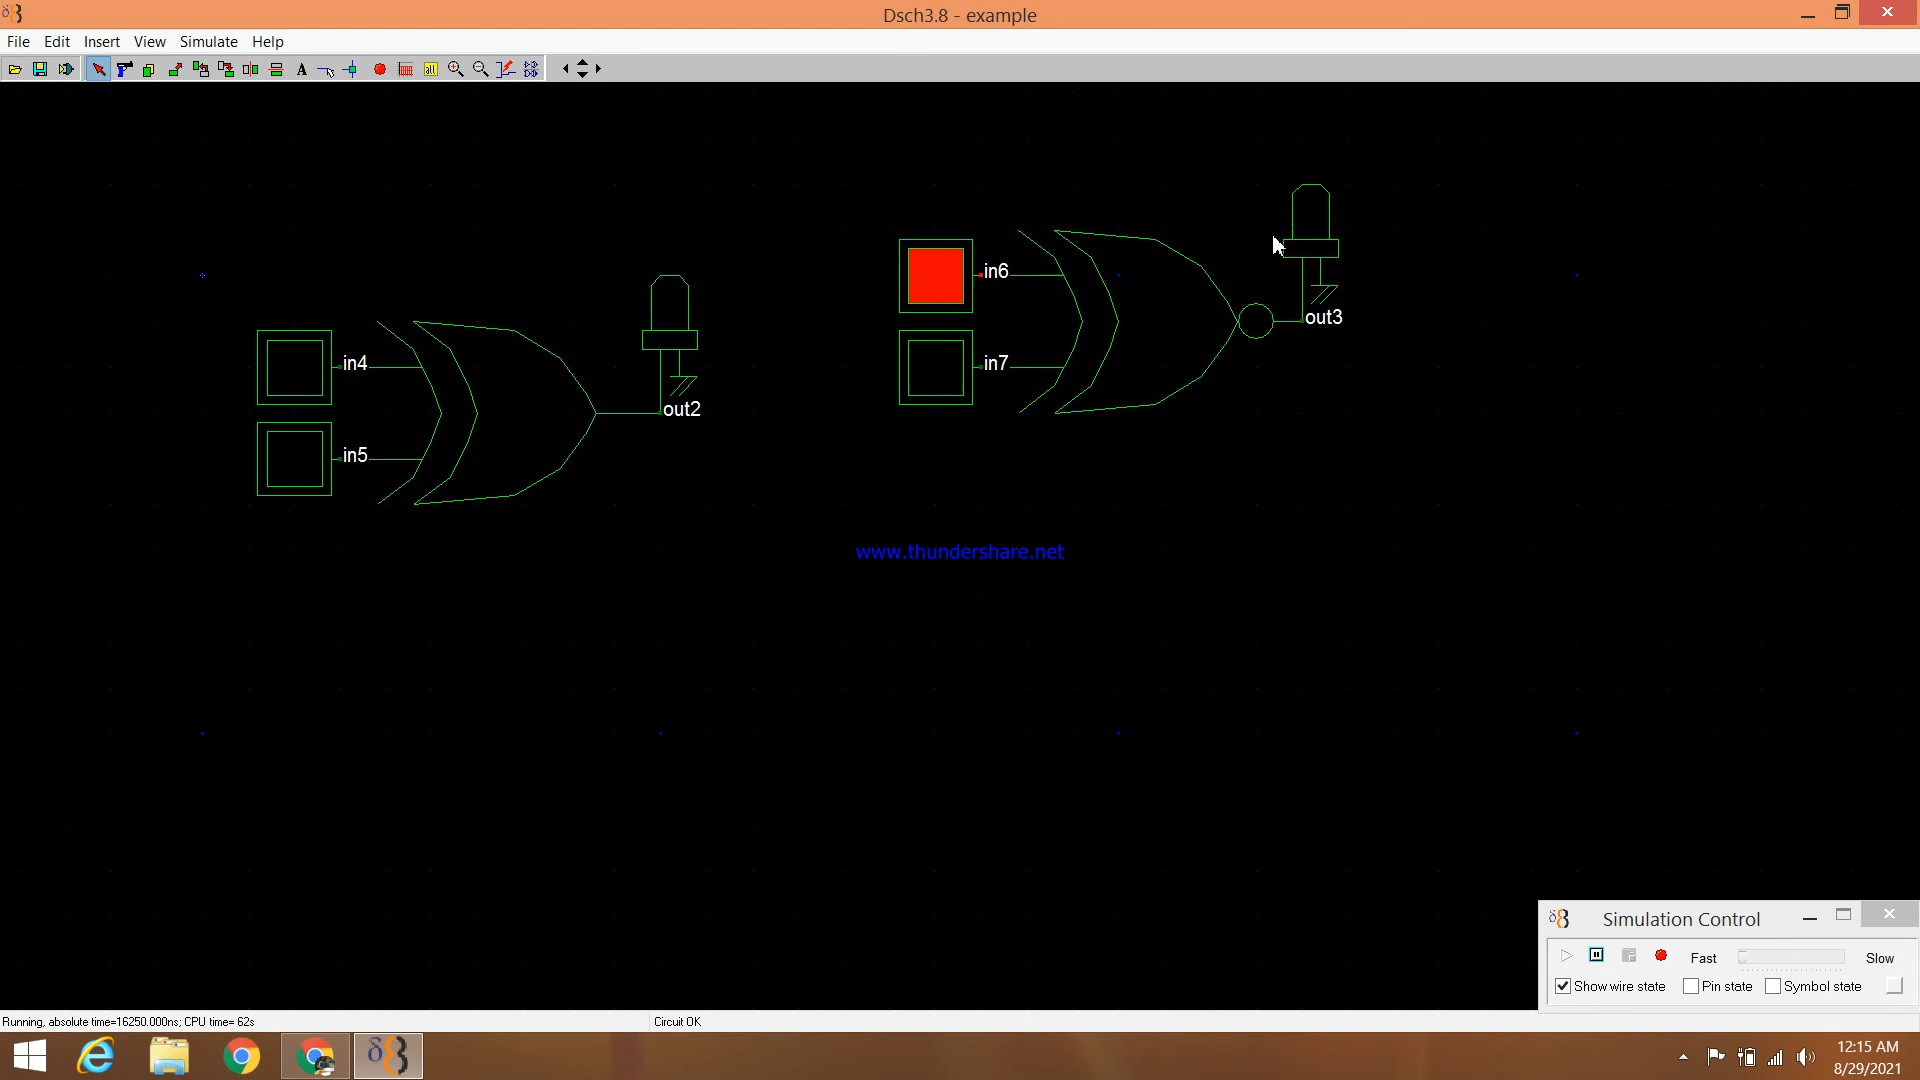 Dsch3.8 - example
File Edit Insert View Simulate Help
A
all
in6
out3
in4
in7
out2
in5
www.thundershare.net
Simulation Control
Fast Slow
Show wire state Pin state Symbol state
Running, absolute time=16250.000ns; CPU time= 62s Circuit OK
12:15 AM
8/29/2021